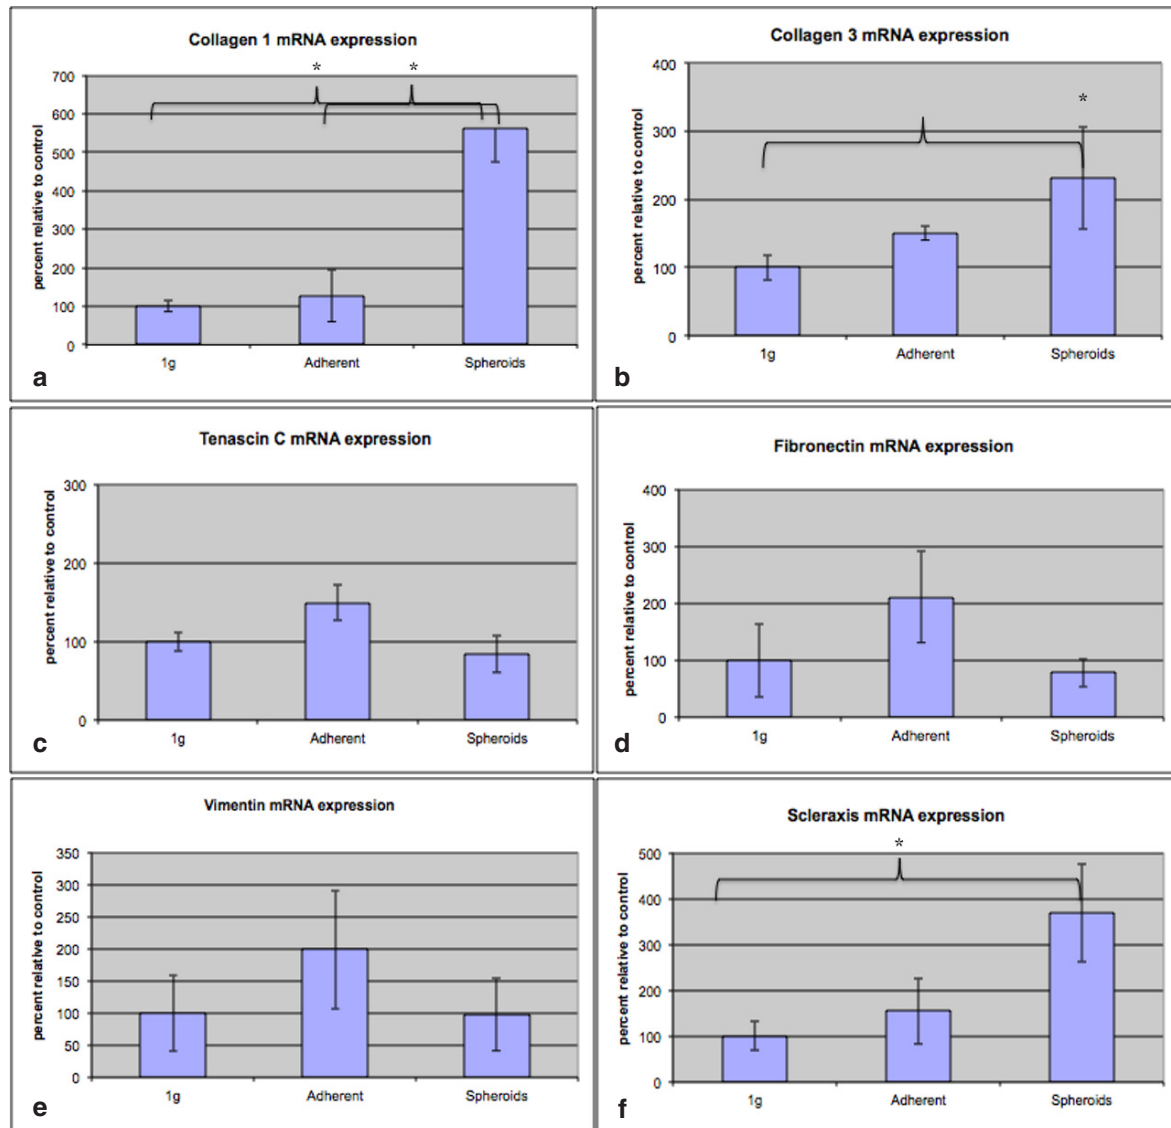 Collagen 1 mRNA expression
* *
percent relative to control
700
600
500
400
300
200
100
0
1g Adherent Spheroids
a
Collagen 3 mRNA expression
*
percent relative to control
400
300
200
100
0
1g Adherent Spheroids
b
Tenascin C mRNA expression
percent relative to control
300
200
100
0
1g Adherent Spheroids
c
Fibronectin mRNA expression
percent relative to control
400
300
200
100
0
1g Adherent Spheroids
d
Vimentin mRNA expression
percent relative to control
350
300
250
200
150
100
50
0
1g Adherent Spheroids
e
Scleraxis mRNA expression
*
percent relative to control
500
400
300
200
100
0
1g Adherent Spheroids
f